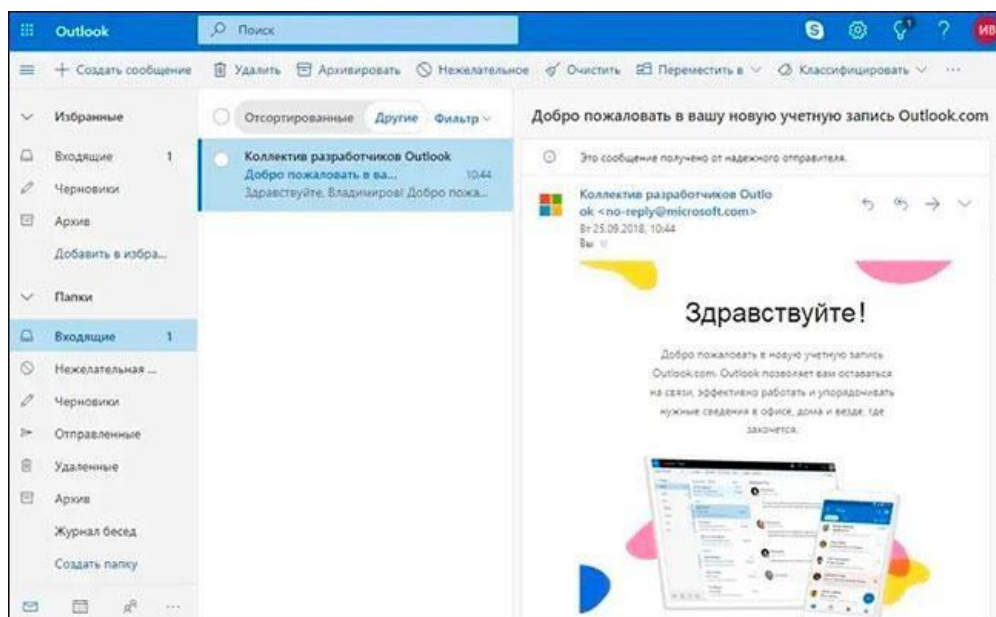 Outlook
Поиск
1
ИВ
Создать сообщение
Удалить
Архивировать
Нежелательное
Очистить
Переместить в
Классифицировать
Избранные
Входящие 1
Черновики
Архив
Добавить в избра...
Папки
Входящие 1
Нежелательная ...
Черновики
Отправленные
Удаленные
Архив
Журнал бесед
Создать папку
Отсортированные
Другие
Фильтр
Коллектив разработчиков Outlook
Добро пожаловать в ва... 10:44
Здравствуйте, Владимиров! Добро пожа...
Добро пожаловать в вашу новую учетную запись Outlook.com
Это сообщение получено от надежного отправителя.
Коллектив разработчиков Outlo
ok <no-reply@microsoft.com>
Вт 25.09.2018, 10:44
Вы
Здравствуйте!
Добро пожаловать в новую учетную запись
Outlook.com. Outlook позволяет вам оставаться
на связи, эффективно работать и упорядочивать
нужные сведения в офисе, дома и везде, где
захочется.